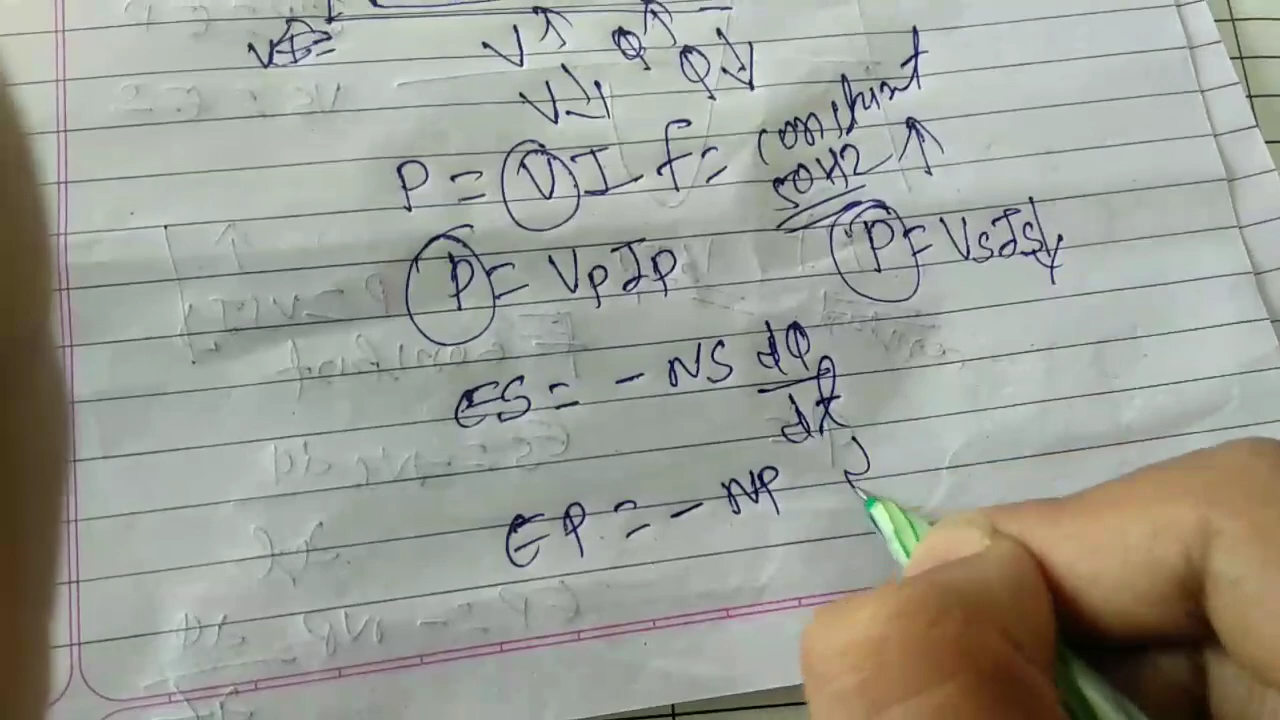 V↑ Q↑
V↓ Q↓
P = VI f = constant
50HZ ↑
P = VPIP P = VSIS
ES = - NS dΦ/dt
EP = - NP